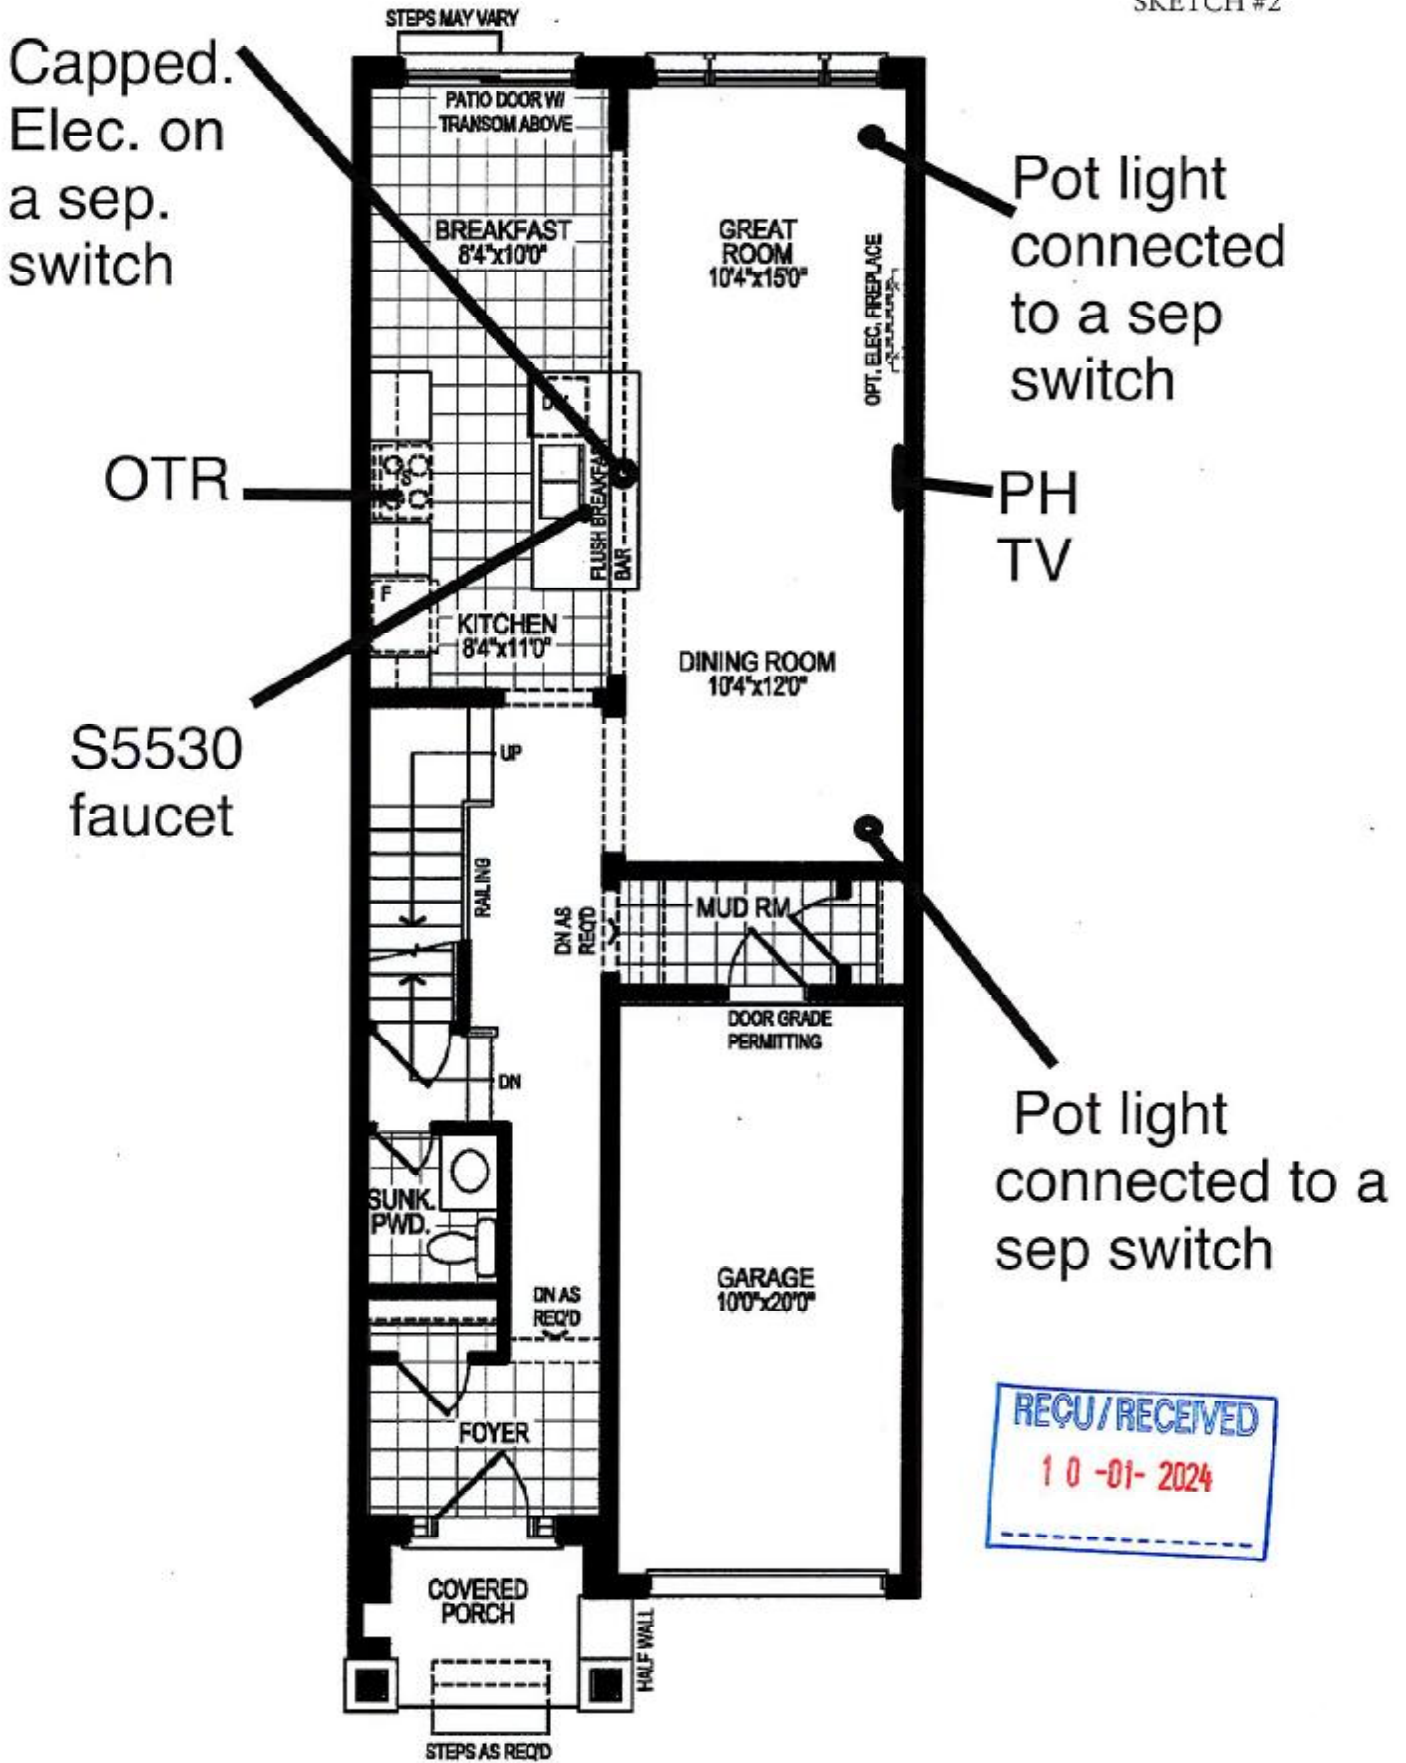 SKETCH #2
STEPS MAY VARY
Capped.
Elec. on
a sep.
switch
PATIO DOOR W/
TRANSOM ABOVE
Pot light
connected
to a sep
switch
BREAKFAST
8'4"x10'0"
GREAT
ROOM
10'4"x15'0"
OPT. ELEC. FIREPLACE
OTR
S
FLUSH BREAKFAST
BAR
PH
TV
F
KITCHEN
8'4"x11'0"
DINING ROOM
10'4"x12'0"
S5530
faucet
UP
RAILING
DN AS
REQ'D
MUD RM
DOOR GRADE
PERMITTING
DN
Pot light
connected to a
sep switch
SUNK.
PWD.
GARAGE
10'0"x20'0"
DN AS
REQ'D
FOYER
REÇU/RECEIVED
10 -01- 2024
COVERED
PORCH
HALF WALL
STEPS AS REQ'D